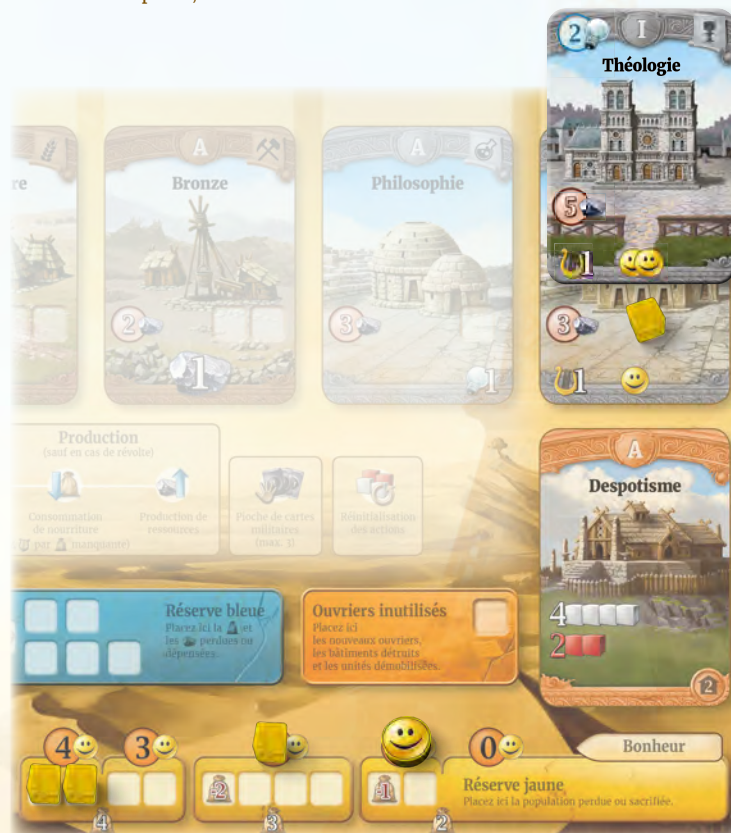 2 I
Théologie
5
1
re
A
Bronze
2
1
A
Philosophie
3
1
3
1
Production
(sauf en cas de révolte)
Consommation
de nourriture
par manquante)
Production de
ressources
Pioche de cartes
militaires
(max. 3)
Réinitialisation
des actions
A
Despotisme
4
2
2
Réserve bleue
Placez ici la et
les perdues ou
dépensées.
Ouvriers inutilisés
Placez ici
les nouveaux ouvriers,
les bâtiments détruits
et les unités démobilisées.
4 3 0
Bonheur
-2 -1
Réserve jaune
Placez ici la population perdue ou sacrifiée.
4 3 2